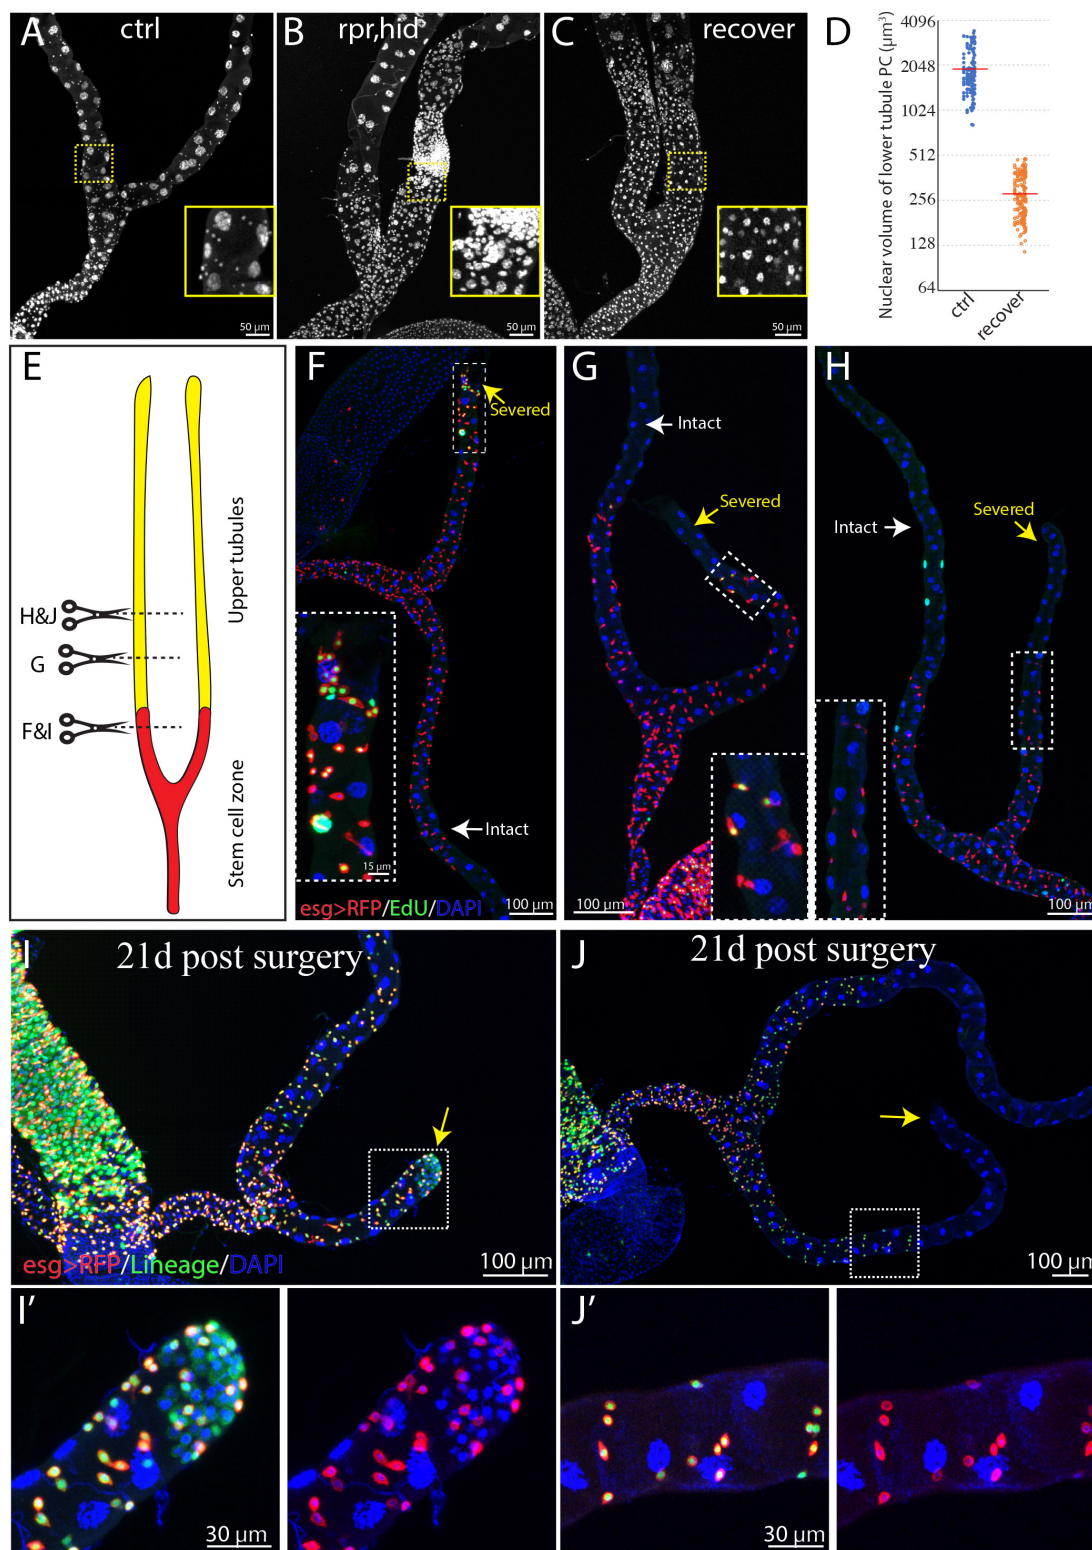 A ctrl
50 µm
B rpr,hid
50 µm
C recover
50 µm
D
Nuclear volume of lower tubule PC (µm³)
4096
2048
1024
512
256
128
64
ctrl
recover
E
Upper tubules
Stem cell zone
H&J
G
F&I
F
Severed
Intact
15 µm
esg>RFP/EdU/DAPI
100 µm
G
Intact
Severed
100 µm
H
Severed
Intact
100 µm
I 21d post surgery
esg>RFP/Lineage/DAPI
100 µm
J 21d post surgery
100 µm
I’
30 µm
J’
30 µm